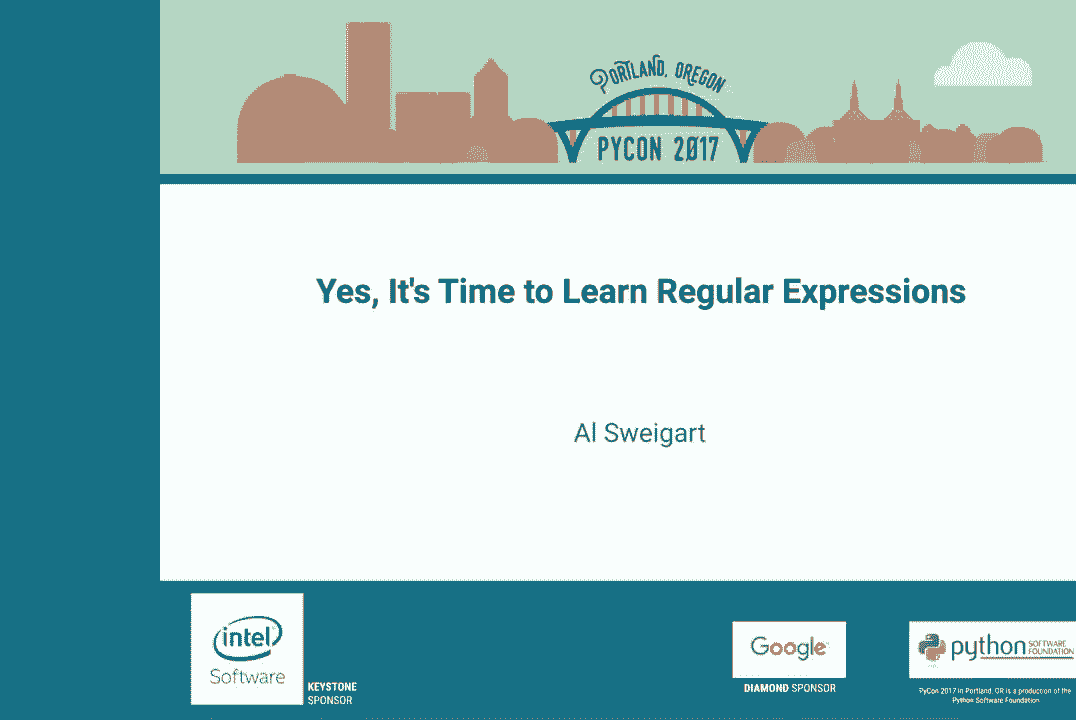 PORTLAND, OREGON
PYCON 2017
Yes, It's Time to Learn Regular Expressions
Al Sweigart
intel
Software
KEYSTONE
SPONSOR
Google
DIAMOND SPONSOR
python SOFTWARE
FOUNDATION
PyCon 2017 in Portland, OR is a production of the
Python Software Foundation